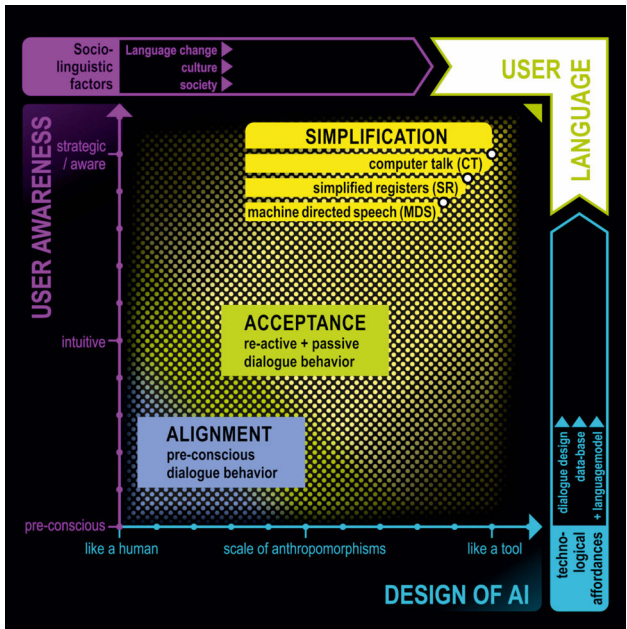 Socio-
linguistic
factors
Language change
culture
society
USER
LANGUAGE
USER AWARENESS
strategic
/ aware
intuitive
pre-conscious
SIMPLIFICATION
computer talk (CT)
simplified registers (SR)
machine directed speech (MDS)
ACCEPTANCE
re-active + passive
dialogue behavior
ALIGNMENT
pre-conscious
dialogue behavior
like a human
scale of anthropomorphisms
like a tool
DESIGN OF AI
dialogue design
data-base
+ languagemodel
techno-
logical
affordances